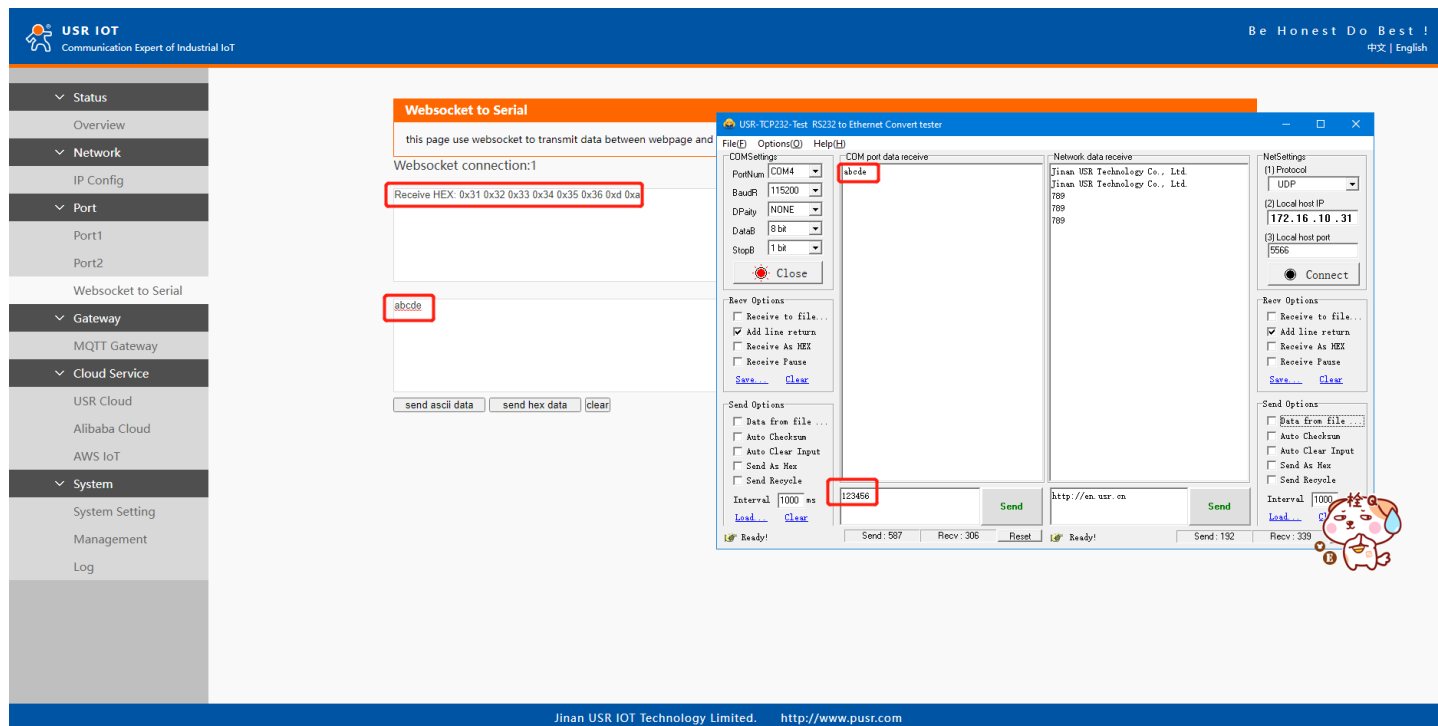 USR IOT
Communication Expert of Industrial IoT
Be Honest Do Best !
中文 | English
Status
Overview
Network
IP Config
Port
Port1
Port2
Websocket to Serial
Gateway
MQTT Gateway
Cloud Service
USR Cloud
Alibaba Cloud
AWS IoT
System
System Setting
Management
Log
Websocket to Serial
this page use websocket to transmit data between webpage and
Websocket connection:1
Receive HEX: 0x31 0x32 0x33 0x34 0x35 0x36 0xd 0xa
abcde
send ascii data
send hex data
clear
USR-TCP232-Test RS232 to Ethernet Convert tester
File(F) Options(O) Help(H)
COMSettings
PortNum COM4
BaudR 115200
DPaity NONE
DataB 8 bit
StopB 1 bit
Close
Recv Options
Receive to file...
Add line return
Receive As HEX
Receive Pause
Save... Clear
Send Options
Data from file ...
Auto Checksum
Auto Clear Input
Send As Hex
Send Recycle
Interval 1000 ms
Load... Clear
Ready!
COM port data receive
abcde
123456
Send
Send : 587
Recv : 306
Reset
Network data receive
Jinan USR Technology Co., Ltd.
Jinan USR Technology Co., Ltd.
789
789
789
http://en.usr.cn
Send
Ready!
Send : 192
Recv : 339
NetSettings
(1) Protocol
UDP
(2) Local host IP
172.16 .10 .31
(3) Local host port
5566
Connect
Recv Options
Receive to file...
Add line return
Receive As HEX
Receive Pause
Save... Clear
Send Options
Data from file ...
Auto Checksum
Auto Clear Input
Send As Hex
Send Recycle
Interval 1000
Load...
栓Q
E
Jinan USR IOT Technology Limited. http://www.pusr.com